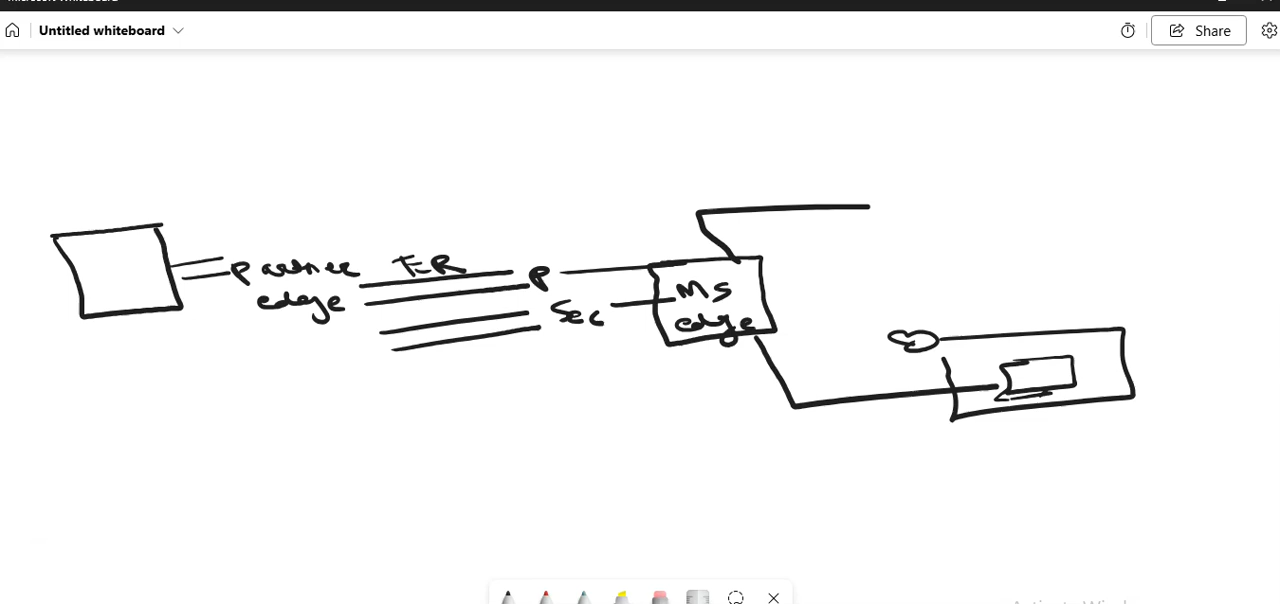 Untitled whiteboard
Share
ER
Partner
edge
P
Sec
MS
edge